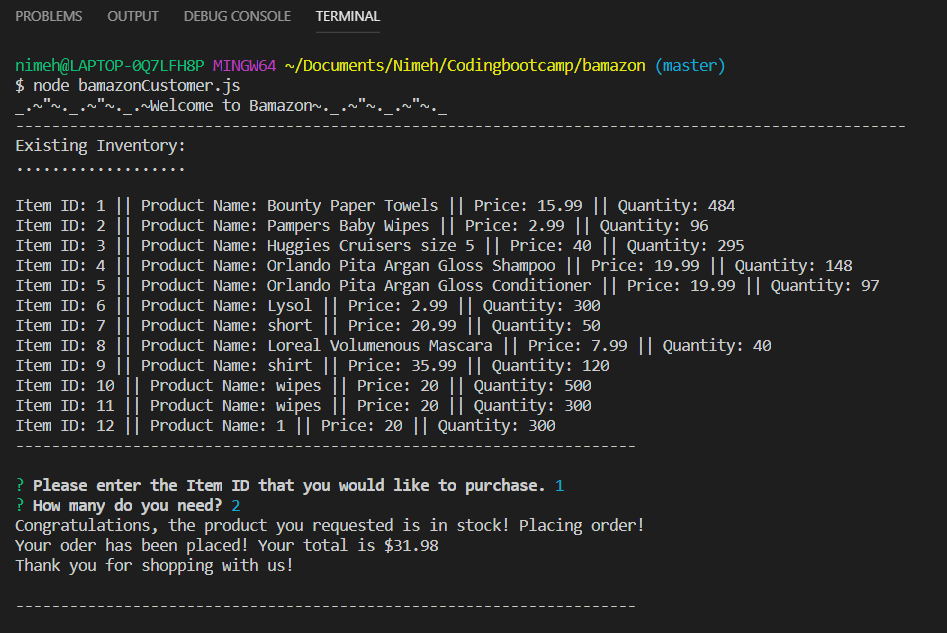 PROBLEMS OUTPUT DEBUG CONSOLE TERMINAL
nimeh@LAPTOP-0Q7LFH8P MINGW64 ~/Documents/Nimeh/Codingbootcamp/bamazon (master)
$ node bamazonCustomer.js
_.~"~._.~"~._.~Welcome to Bamazon~._.~"~._.~"~._
---------------------------------------------------------------------------------------------------
Existing Inventory:
...................
Item ID: 1 || Product Name: Bounty Paper Towels || Price: 15.99 || Quantity: 484
Item ID: 2 || Product Name: Pampers Baby Wipes || Price: 2.99 || Quantity: 96
Item ID: 3 || Product Name: Huggies Cruisers size 5 || Price: 40 || Quantity: 295
Item ID: 4 || Product Name: Orlando Pita Argan Gloss Shampoo || Price: 19.99 || Quantity: 148
Item ID: 5 || Product Name: Orlando Pita Argan Gloss Conditioner || Price: 19.99 || Quantity: 97
Item ID: 6 || Product Name: Lysol || Price: 2.99 || Quantity: 300
Item ID: 7 || Product Name: short || Price: 20.99 || Quantity: 50
Item ID: 8 || Product Name: Loreal Volumenous Mascara || Price: 7.99 || Quantity: 40
Item ID: 9 || Product Name: shirt || Price: 35.99 || Quantity: 120
Item ID: 10 || Product Name: wipes || Price: 20 || Quantity: 500
Item ID: 11 || Product Name: wipes || Price: 20 || Quantity: 300
Item ID: 12 || Product Name: 1 || Price: 20 || Quantity: 300
---------------------------------------------------------------------
? Please enter the Item ID that you would like to purchase. 1
? How many do you need? 2
Congratulations, the product you requested is in stock! Placing order!
Your oder has been placed! Your total is $31.98
Thank you for shopping with us!
---------------------------------------------------------------------